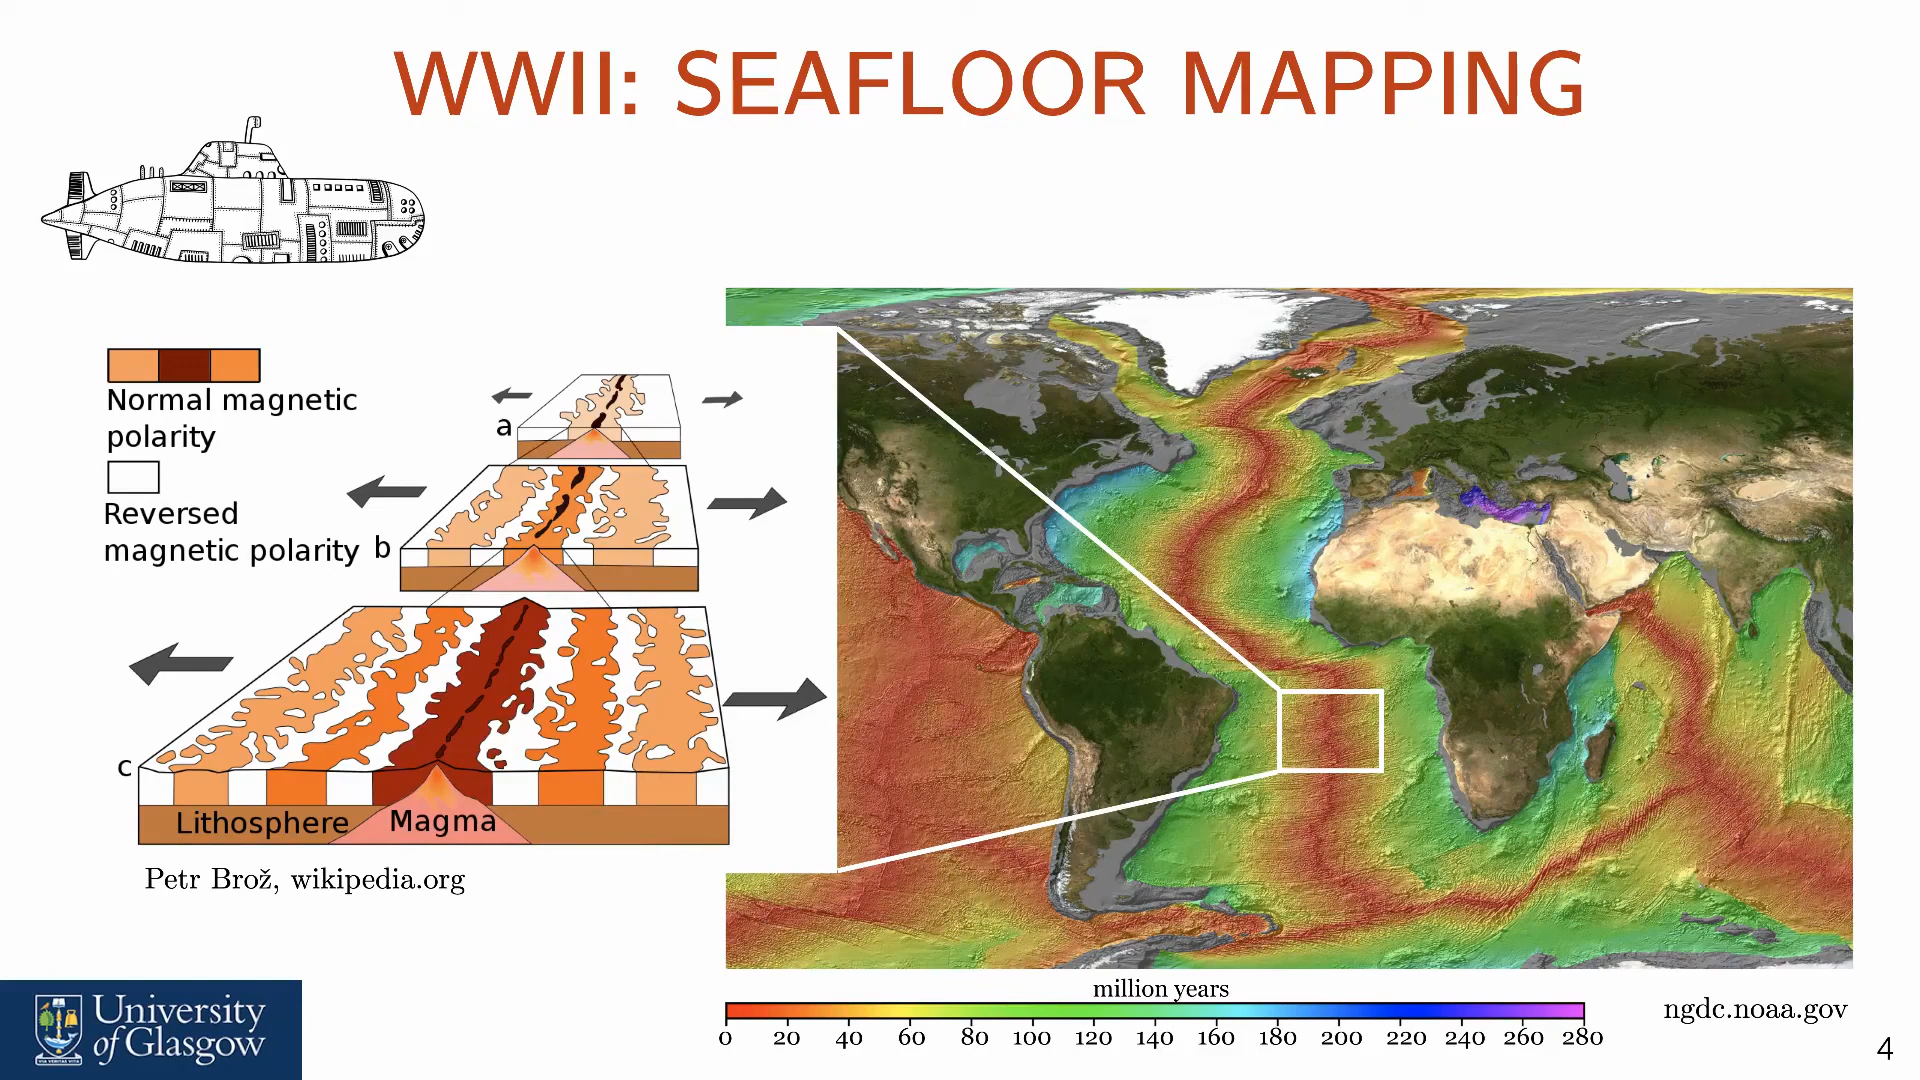 WWII: SEAFLOOR MAPPING
Normal magnetic
polarity
Reversed
magnetic polarity
a
b
c
Lithosphere
Magma
Petr Brož, wikipedia.org
million years
0 20 40 60 80 100 120 140 160 180 200 220 240 260 280
ngdc.noaa.gov
University
of Glasgow
4